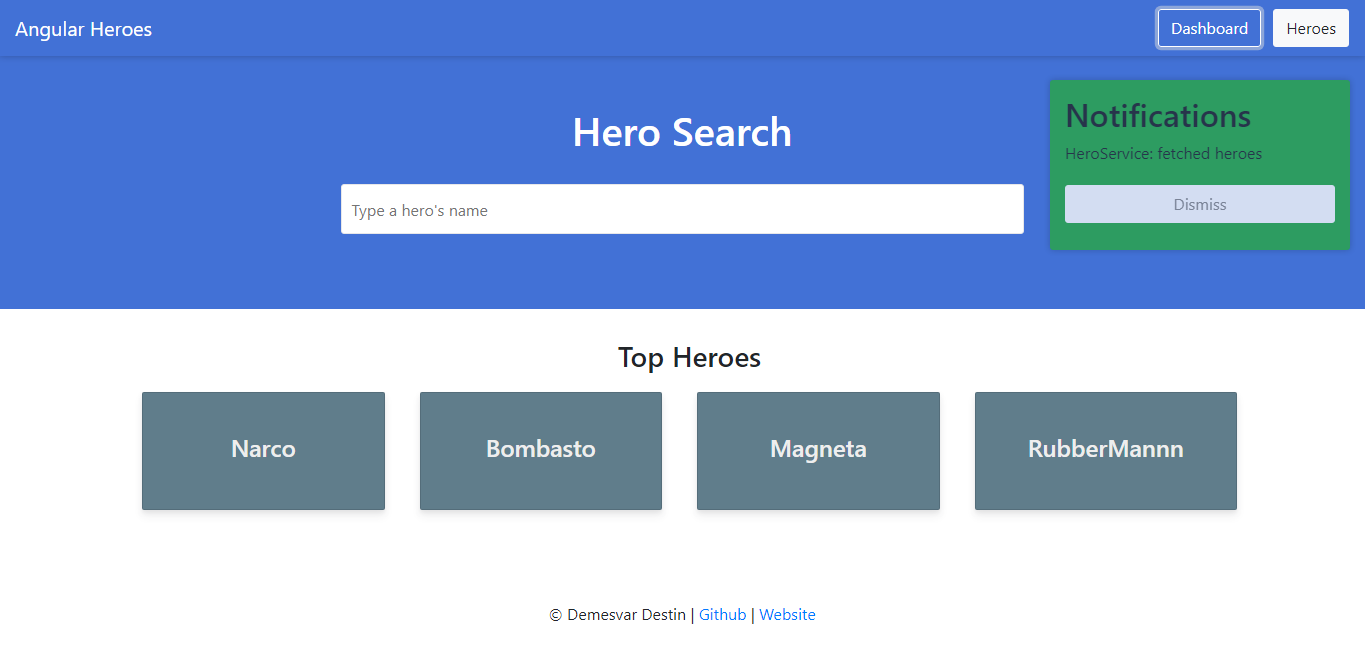 Angular Heroes
Dashboard
Heroes
Hero Search
Type a hero's name
Notifications
HeroService: fetched heroes
Dismiss
Top Heroes
Narco
Bombasto
Magneta
RubberMannn
© Demesvar Destin | Github | Website